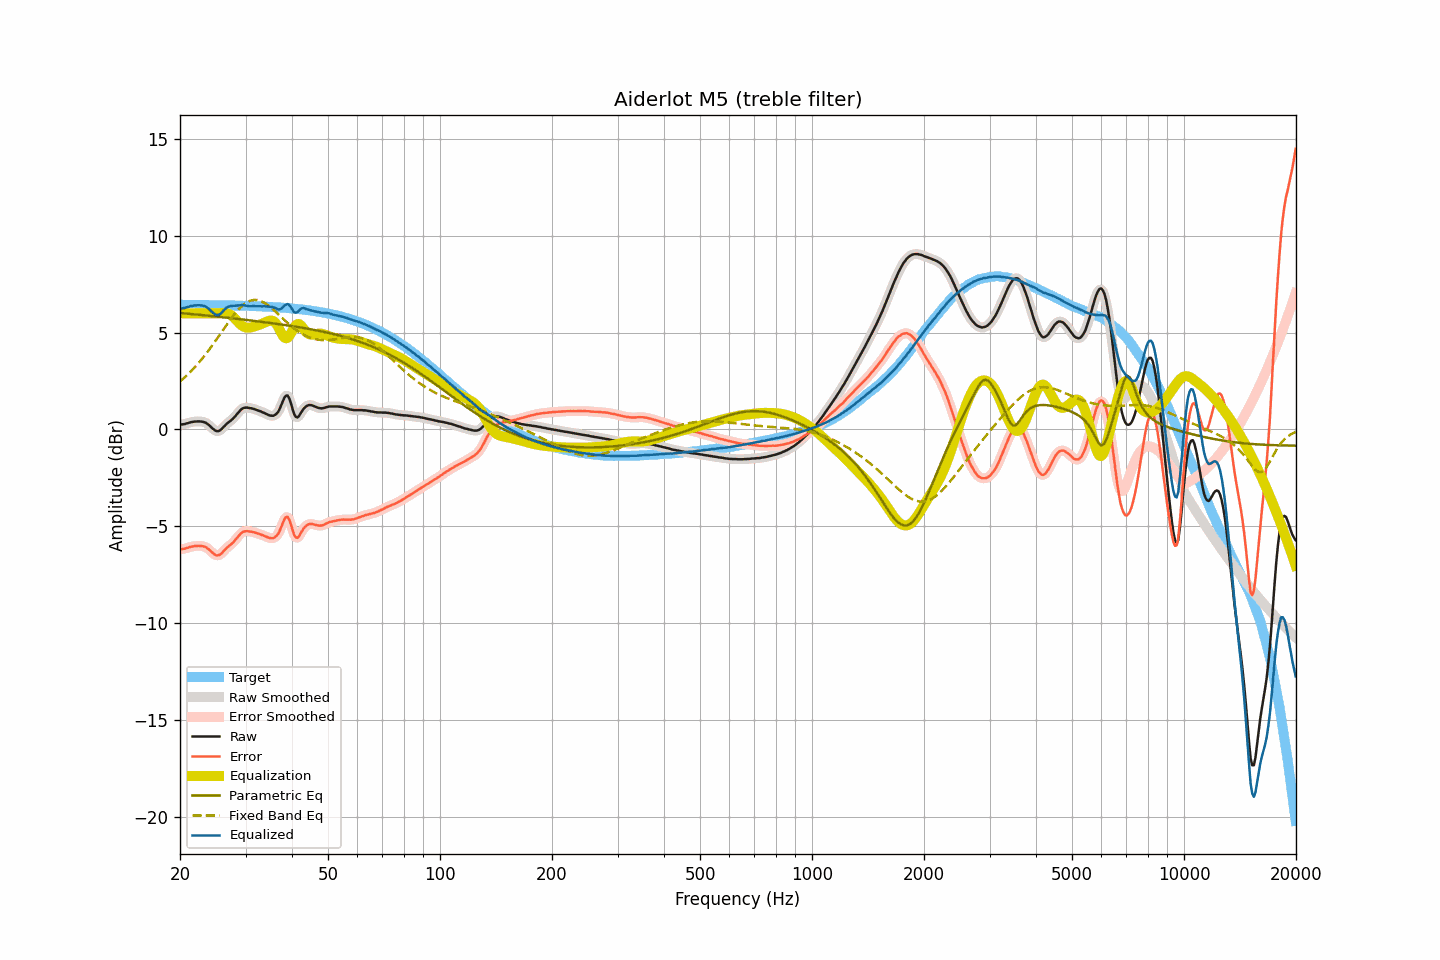 Aiderlot M5 (treble filter)
15
10
5
0
−5
−10
−15
−20
Amplitude (dBr)
Target
Raw Smoothed
Error Smoothed
Raw
Error
Equalization
Parametric Eq
Fixed Band Eq
Equalized
20 50 100 200 500 1000 2000 5000 10000 20000
Frequency (Hz)